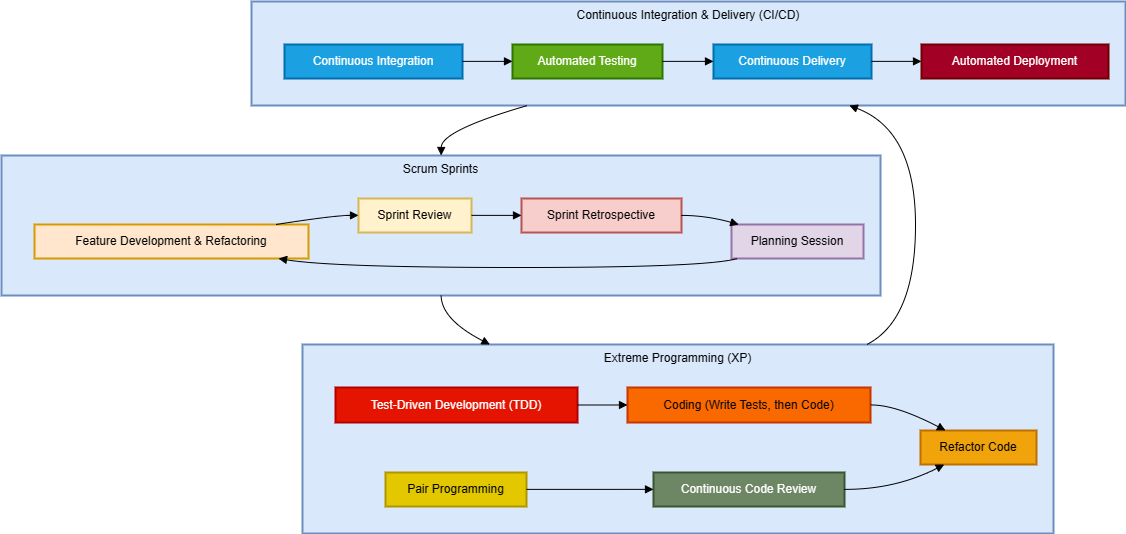 Continuous Integration & Delivery (CI/CD)
Continuous Integration
Automated Testing
Continuous Delivery
Automated Deployment
Scrum Sprints
Sprint Review
Sprint Retrospective
Feature Development & Refactoring
Planning Session
Extreme Programming (XP)
Test-Driven Development (TDD)
Coding (Write Tests, then Code)
Refactor Code
Pair Programming
Continuous Code Review